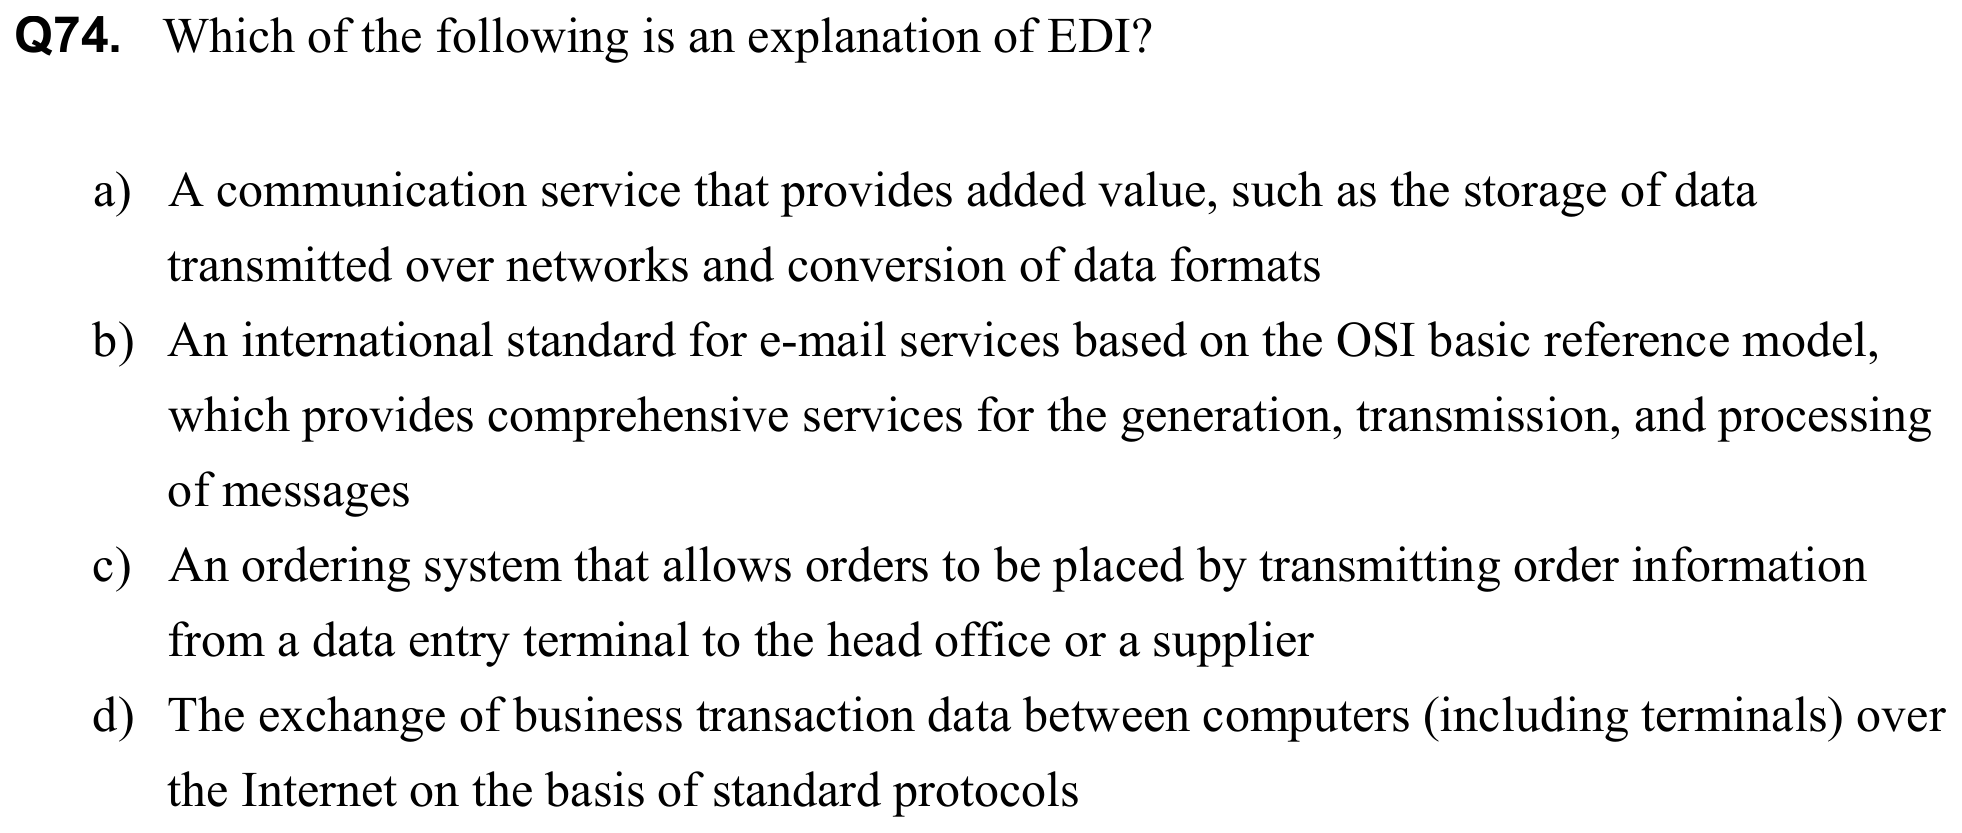 Q74. Which of the following is an explanation of EDI?
a) A communication service that provides added value, such as the storage of data
transmitted over networks and conversion of data formats
b) An international standard for e-mail services based on the OSI basic reference model,
which provides comprehensive services for the generation, transmission, and processing
of messages
c) An ordering system that allows orders to be placed by transmitting order information
from a data entry terminal to the head office or a supplier
d) The exchange of business transaction data between computers (including terminals) over
the Internet on the basis of standard protocols